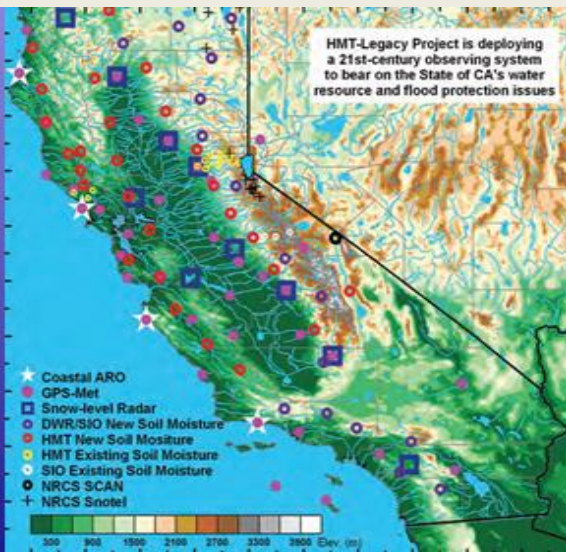 HMT-Legacy Project is deploying
a 21st-century observing system
to bear on the State of CA's water
resource and flood protection issues
Coastal ARO
GPS-Met
Snow-level Radar
DWR/SIO New Soil Moisture
HMT New Soil Mositure
HMT Existing Soil Moisture
SIO Existing Soil Moisture
NRCS SCAN
NRCS Snotel
300 900 1500 2100 2700 3300 3900 Elev. (m)